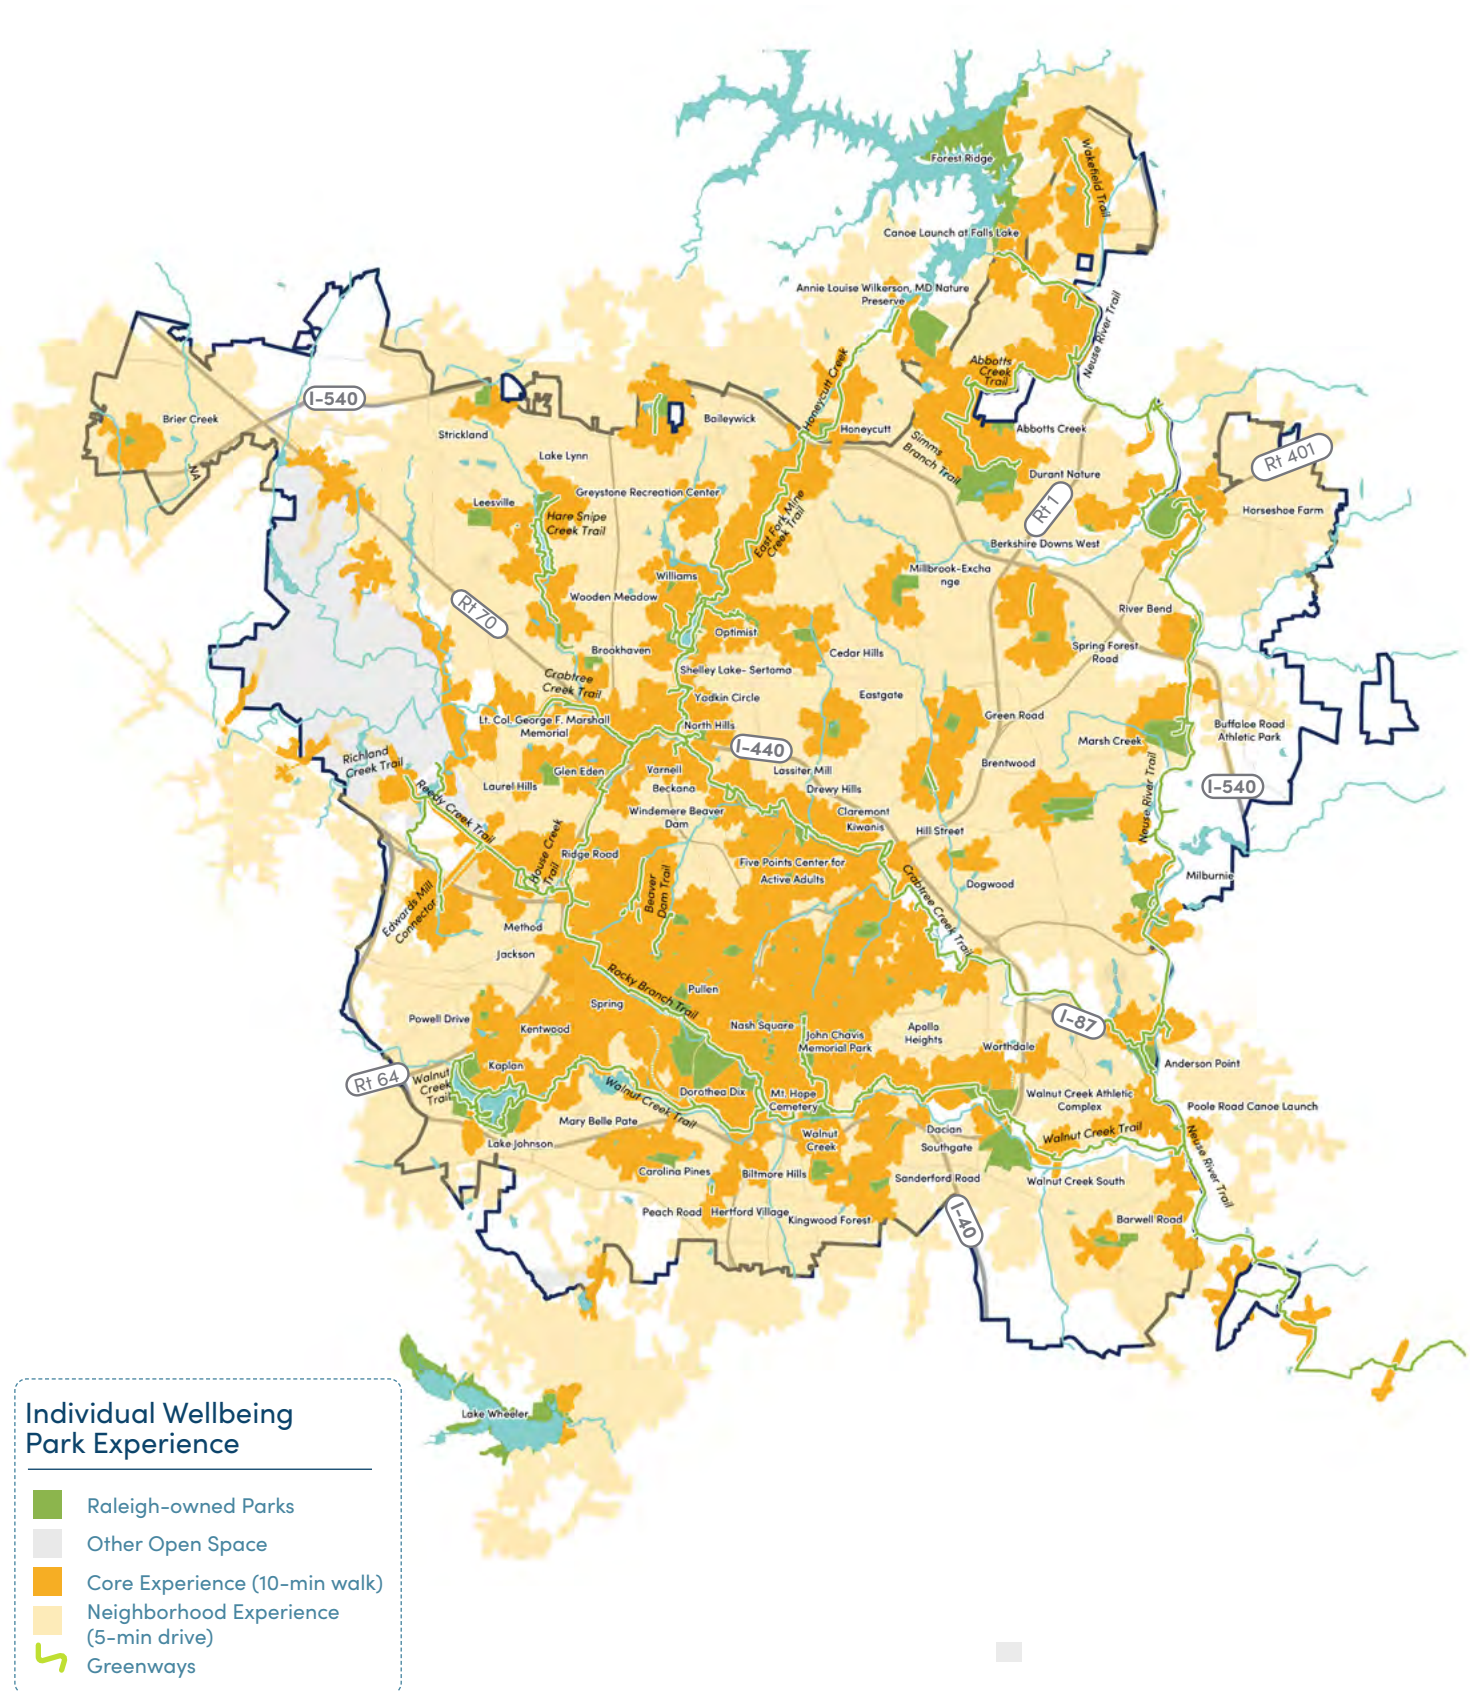 Forest Ridge
Wakefield Trail
Canoe Launch at Falls Lake
Annie Louise Wilkerson, MD Nature
Preserve
Neuse River Trail
Honeycutt Creek
Abbotts
Creek
Trail
I-540
Brier Creek
NA
Strickland
Baileywick
Honeycutt
Abbotts Creek
Simms
Branch Trail
Rt 401
Lake Lynn
Durant Nature
Greystone Recreation Center
Leesville
Hare Snipe
Creek Trail
East Fork Mine
Creek Trail
Rt 1
Horseshoe Farm
Berkshire Downs West
Williams
Millbrook-Excha
nge
Wooden Meadow
Rt 70
River Bend
Optimist
Brookhaven
Cedar Hills
Spring Forest
Road
Shelley Lake- Sertoma
Crabtree
Creek Trail
Yadkin Circle
Eastgate
Lt. Col. George F. Marshall
Memorial
North Hills
Green Road
Buffaloe Road
Athletic Park
I-440
Marsh Creek
Richland
Creek Trail
Glen Eden
Varnell
Lassiter Mill
Brentwood
Laurel Hills
Beckana
Drewy Hills
I-540
Reedy Creek Trail
Windemere Beaver
Dam
Claremont
Kiwanis
Neuse River Trail
Hill Street
House Creek
Trail
Ridge Road
Five Points Center for
Active Adults
Crabtree Creek Trail
Milburnie
Dogwood
Beaver
Dam Trail
Edwards Mill
Connector
Method
Jackson
Rocky Branch Trail
Pullen
Spring
Powell Drive
Kentwood
Nash Square
John Chavis
Memorial Park
Apollo
Heights
I-87
Worthdale
Kaplan
Anderson Point
Rt 64
Walnut
Creek
Trail
Walnut Creek Trail
Dorothea Dix
Mt. Hope
Cemetery
Walnut Creek Athletic
Complex
Poole Road Canoe Launch
Mary Belle Pate
Lake Johnson
Walnut
Creek
Dacian
Southgate
Walnut Creek Trail
Neuse River Trail
Carolina Pines
Biltmore Hills
Sanderford Road
Walnut Creek South
Peach Road
Hertford Village
Kingwood Forest
I-40
Barwell Road
Lake Wheeler
Individual Wellbeing
Park Experience
Raleigh-owned Parks
Other Open Space
Core Experience (10-min walk)
Neighborhood Experience
(5-min drive)
Greenways